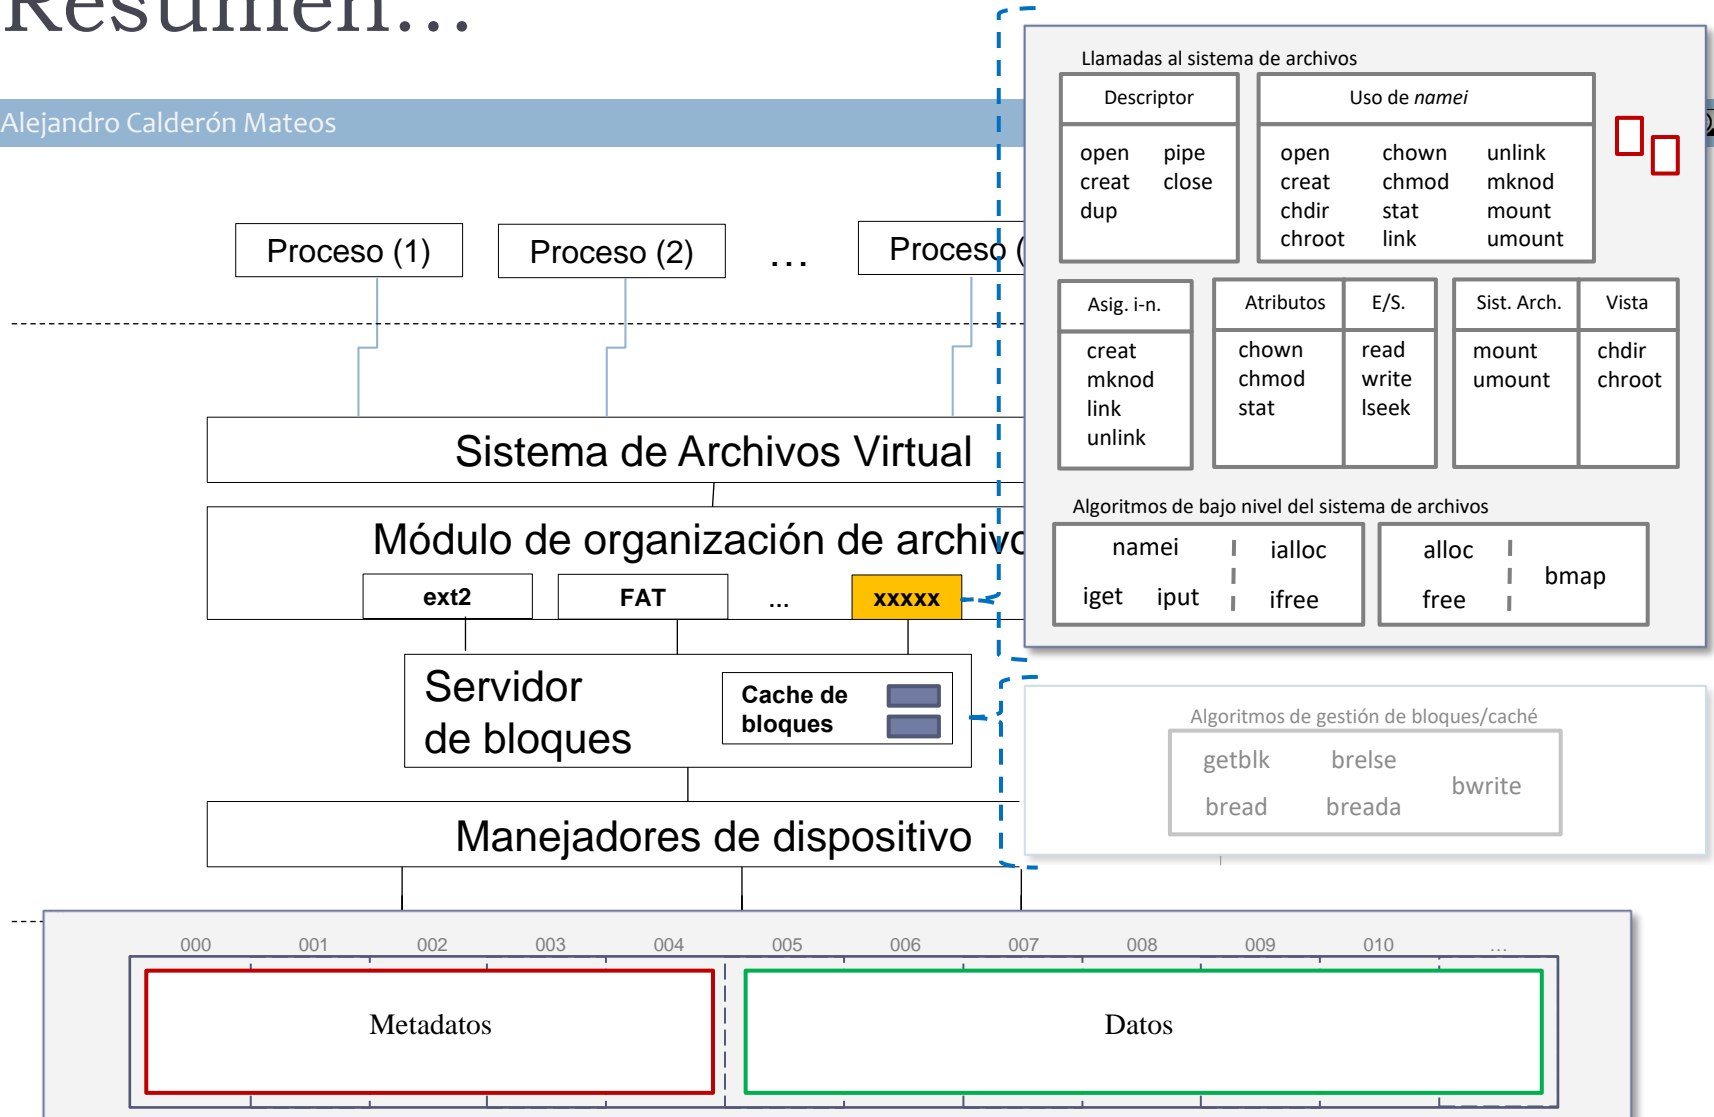 Resumen...
Alejandro Calderón Mateos
Proceso (1)
Proceso (2)
...
Proceso (
Sistema de Archivos Virtual
Módulo de organización de archivo
ext2
FAT
...
xxxxx
Servidor
de bloques
Cache de
bloques
Manejadores de dispositivo
Llamadas al sistema de archivos
Descriptor
open pipe
creat close
dup
Uso de namei
open chown unlink
creat chmod mknod
chdir stat mount
chroot link umount
Asig. i-n.
creat
mknod
link
unlink
Atributos
chown
chmod
stat
E/S.
read
write
lseek
Sist. Arch.
mount
umount
Vista
chdir
chroot
Algoritmos de bajo nivel del sistema de archivos
namei ialloc
iget iput ifree
alloc
free
bmap
Algoritmos de gestión de bloques/caché
getblk brelse
bwrite
bread breada
000 001 002 003 004 005 006 007 008 009 010 ...
Metadatos
Datos